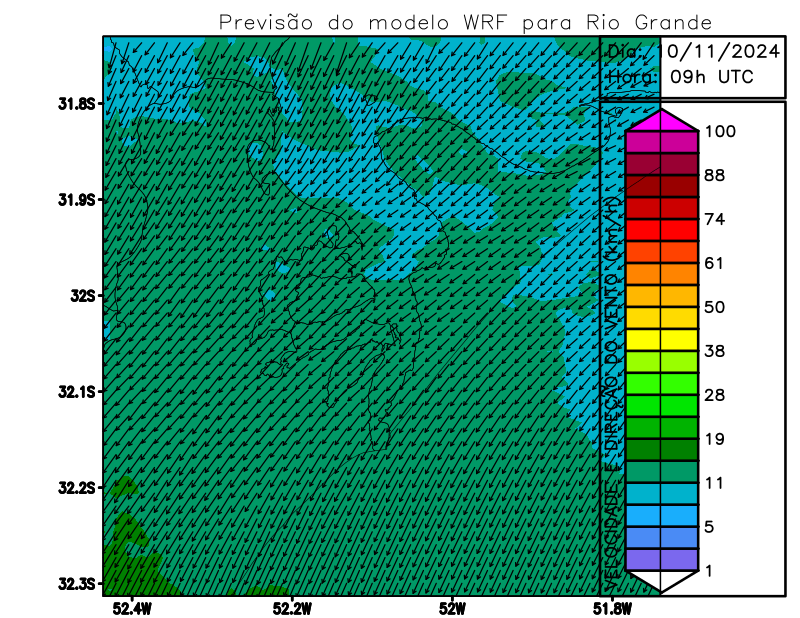 Previsão do modelo WRF para Rio Grande
Dia: 10/11/2024
Hora: 09h UTC
31.8S
31.9S
32S
32.1S
32.2S
32.3S
52.4W
52.2W
52W
51.8W
VELOCIDADE E DIREÇÃO DO VENTO (Km/h)
100
88
74
61
50
38
28
19
11
5
1